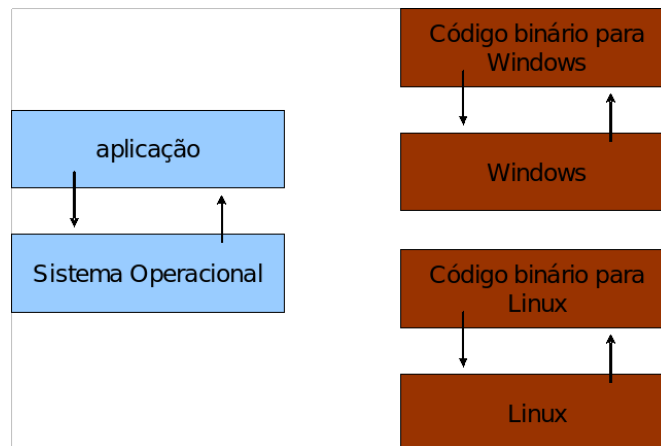 aplicação
Sistema Operacional
Código binário para
Windows
Windows
Código binário para
Linux
Linux